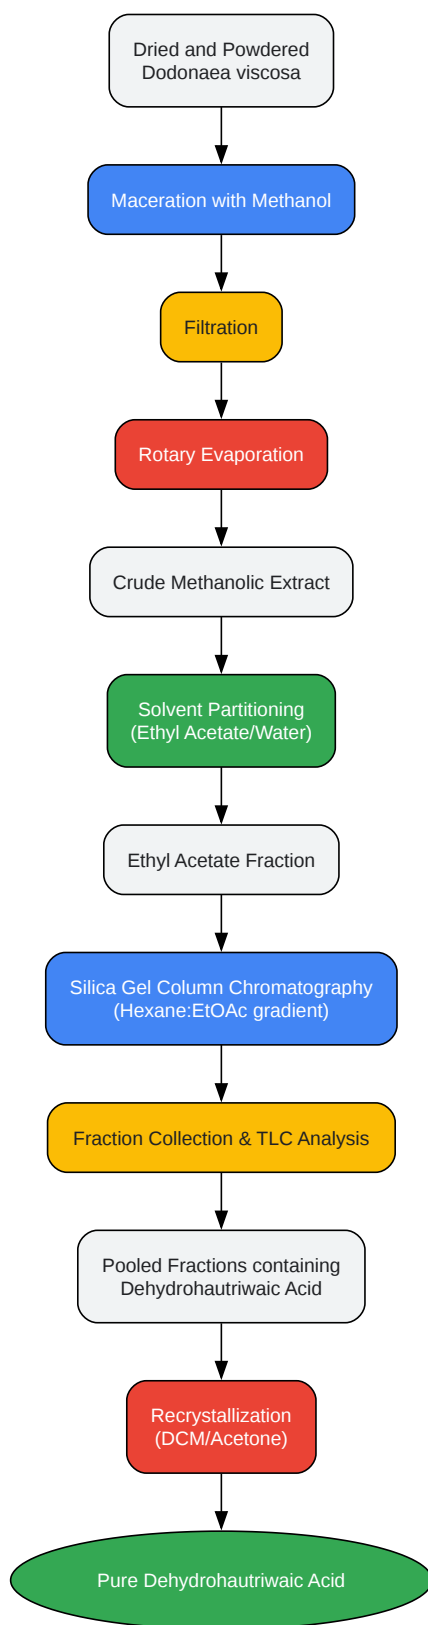 Dried and Powdered
Dodonaea viscosa
Maceration with Methanol
Filtration
Rotary Evaporation
Crude Methanolic Extract
Solvent Partitioning
(Ethyl Acetate/Water)
Ethyl Acetate Fraction
Silica Gel Column Chromatography
(Hexane:EtOAc gradient)
Fraction Collection & TLC Analysis
Pooled Fractions containing
Dehydrohautriwaic Acid
Recrystallization
(DCM/Acetone)
Pure Dehydrohautriwaic Acid